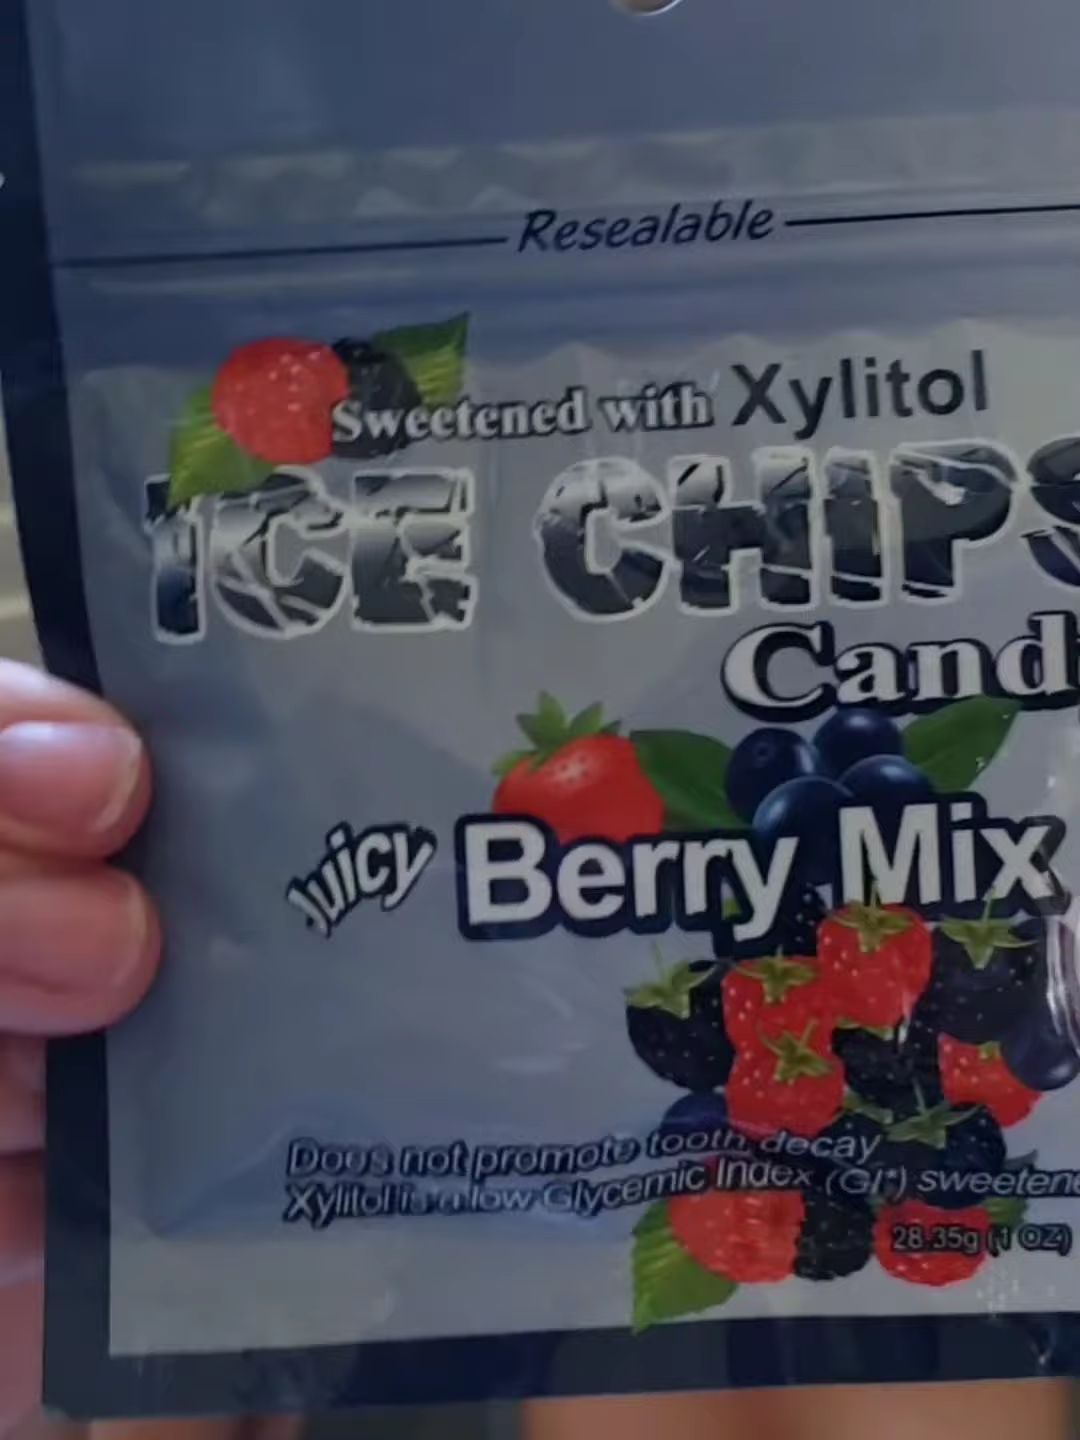 Resealable
Sweetened with Xylitol
ICE CHIPS
Cand
Juicy Berry Mix
Does not promote tooth decay
Xylitol is a low Glycemic Index (GI*) sweetene
28.35g (1 OZ)